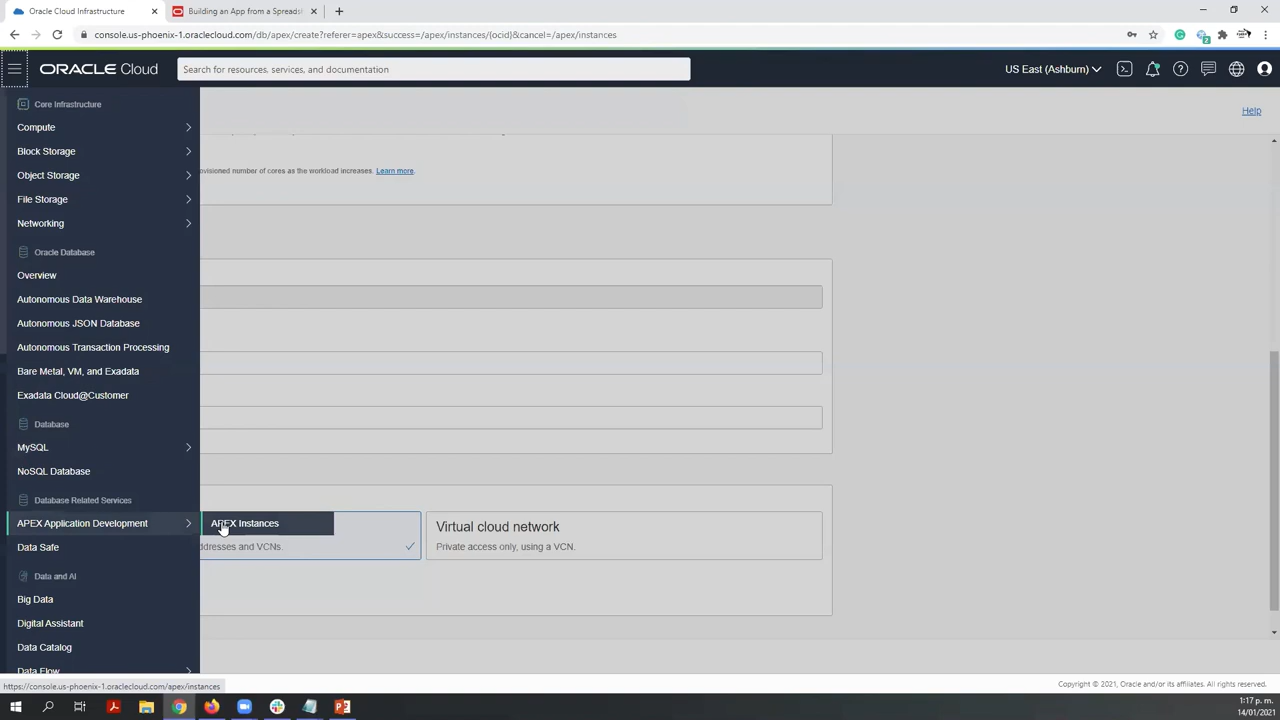 Oracle Cloud Infrastructure
Building an App from a Spreads
console.us-phoenix-1.oraclecloud.com/db/apex/create?referer=apex&success=/apex/instances/{ocid}&cancel=/apex/instances
ORACLE Cloud
Search for resources, services, and documentation
US East (Ashburn)
Help
Core Infrastructure
Compute
Block Storage
Object Storage
File Storage
Networking
Oracle Database
Overview
Autonomous Data Warehouse
Autonomous JSON Database
Autonomous Transaction Processing
Bare Metal, VM, and Exadata
Exadata Cloud@Customer
Database
MySQL
NoSQL Database
Database Related Services
APEX Application Development
APEX Instances
Data Safe
Data and AI
Big Data
Digital Assistant
Data Catalog
Data Flow
provisioned number of cores as the workload increases. Learn more.
addresses and VCNs.
Virtual cloud network
Private access only, using a VCN.
https://console.us-phoenix-1.oraclecloud.com/apex/instances
Copyright © 2021, Oracle and/or its affiliates. All rights reserved.
1:17 p. m.
14/01/2021